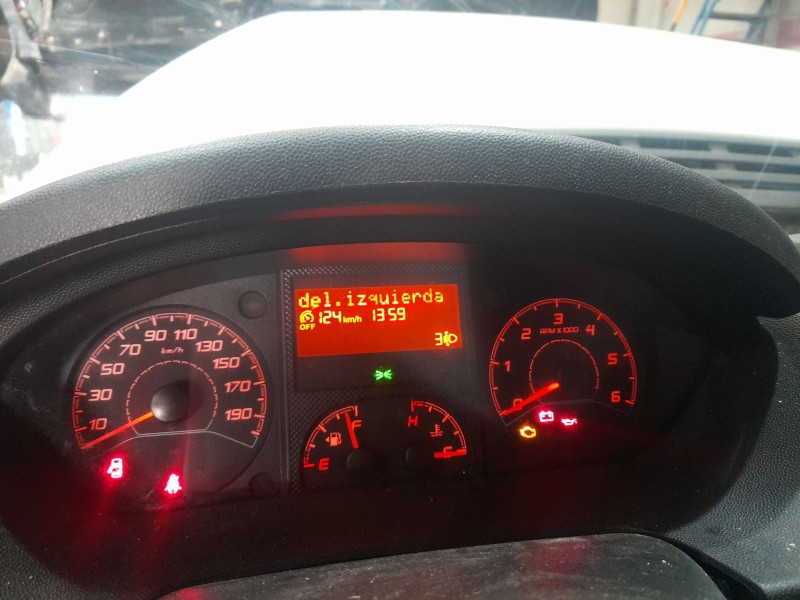 del.izquierda
OFF 124 km/h 13 59
3
10 30 50 70 90 110 130 150 170 190
km/h
E F
H C
0 1 2 3 4 5 6
RPM X 1000